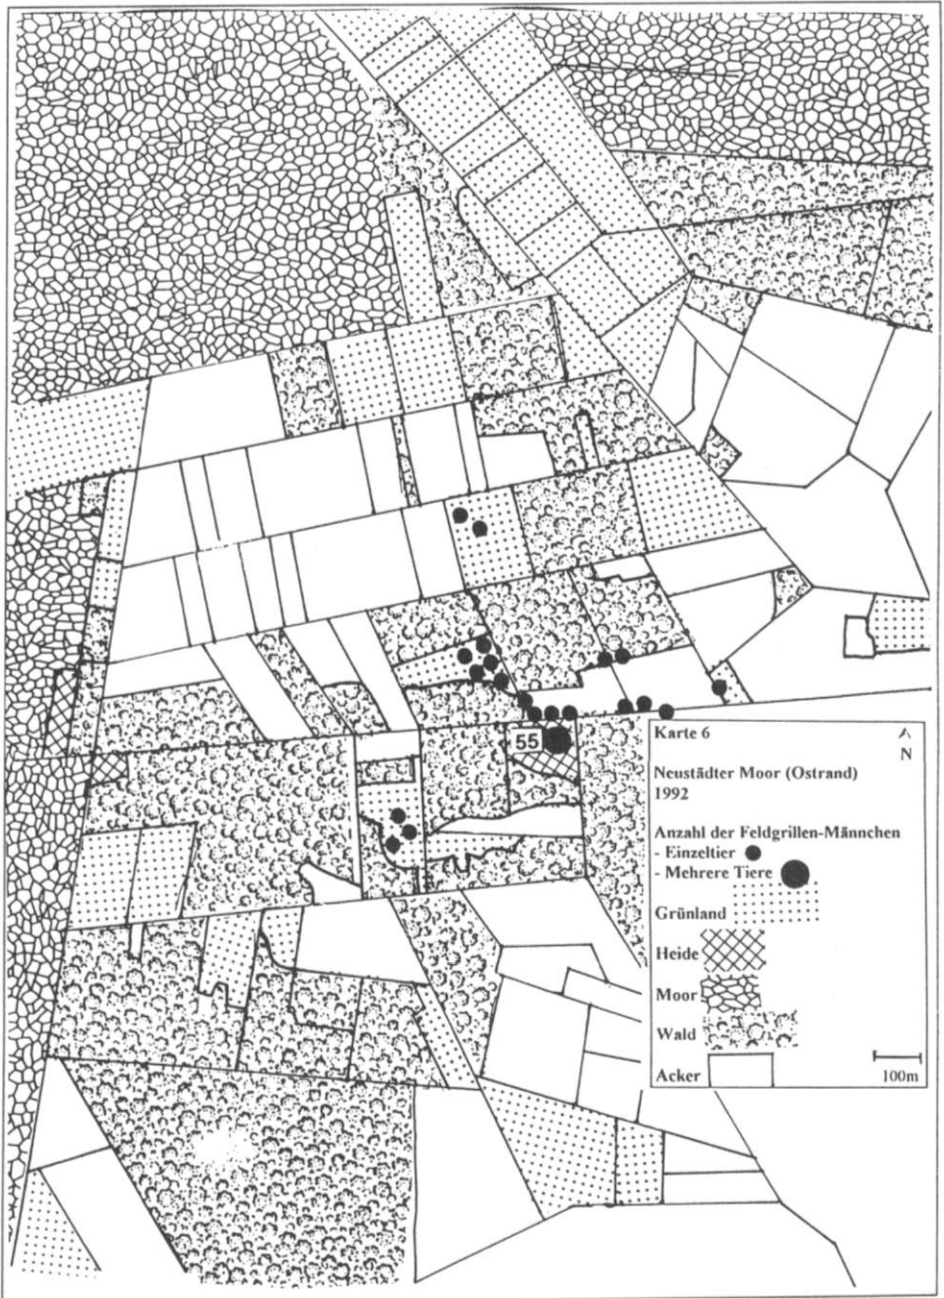 55
Karte 6
N
Neustädter Moor (Ostrand)
1992
Anzahl der Feldgrillen-Männchen
- Einzeltier
- Mehrere Tiere
Grünland
Heide
Moor
Wald
Acker
100m